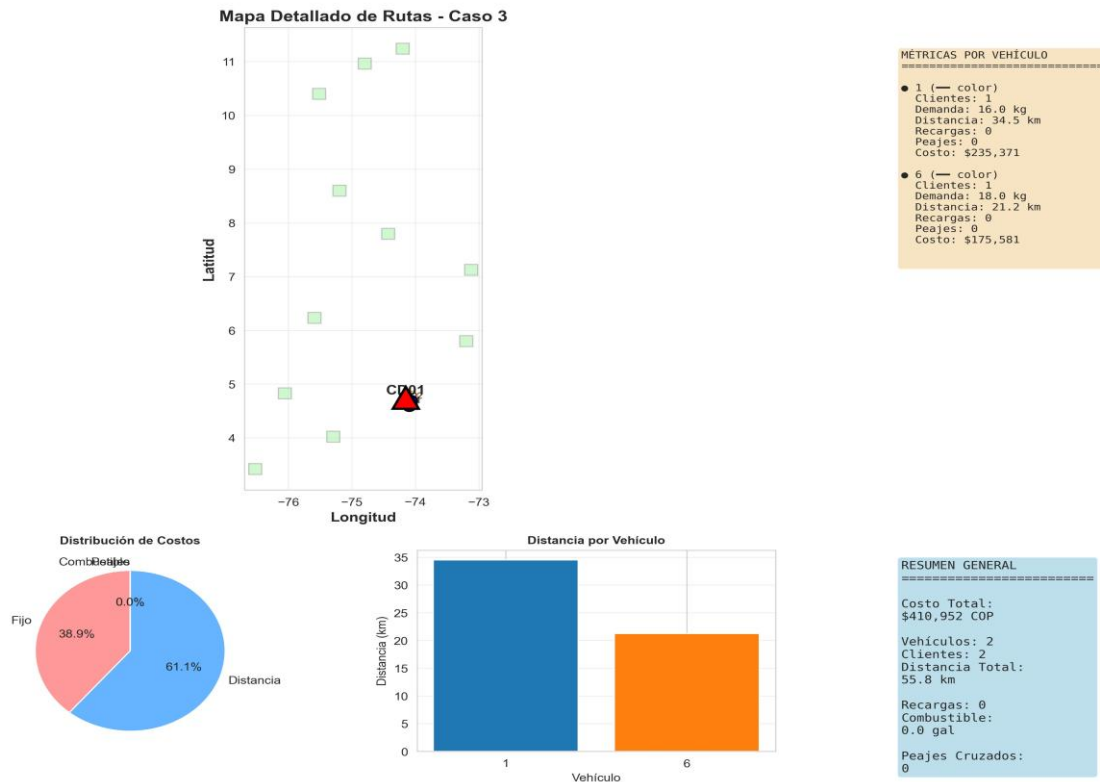 Mapa Detallado de Rutas - Caso 3
11
10
9
8
7
6
5
4
Latitud
CD01
−76
−75
−74
−73
Longitud
MÉTRICAS POR VEHÍCULO
=============================
● 1 (— color)
Clientes: 1
Demanda: 16.0 kg
Distancia: 34.5 km
Recargas: 0
Peajes: 0
Costo: $235,371
● 6 (— color)
Clientes: 1
Demanda: 18.0 kg
Distancia: 21.2 km
Recargas: 0
Peajes: 0
Costo: $175,581
Distribución de Costos
Fijo
38.9%
0.0%
61.1%
Distancia
Distancia por Vehículo
35
30
25
20
15
10
5
0
Distancia (km)
1
6
Vehículo
RESUMEN GENERAL
=========================
Costo Total:
$410,952 COP
Vehículos: 2
Clientes: 2
Distancia Total:
55.8 km
Recargas: 0
Combustible:
0.0 gal
Peajes Cruzados:
0